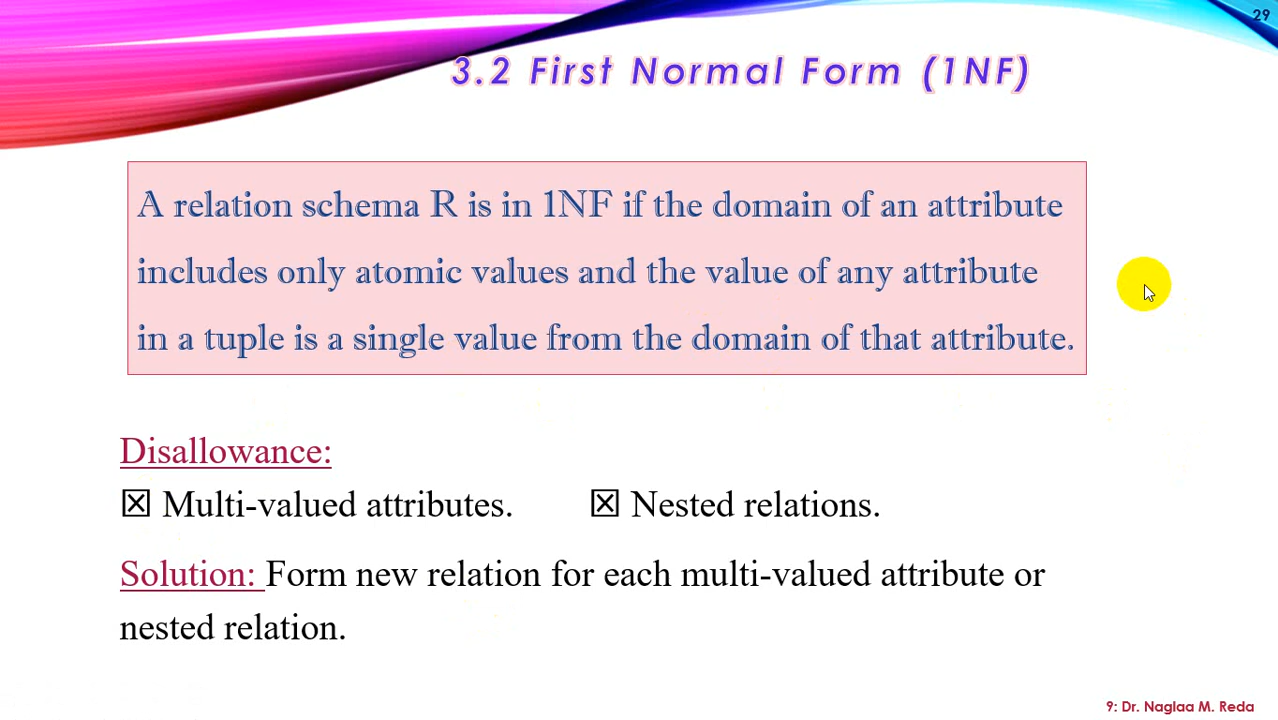 29
3.2 First Normal Form (1NF)
A relation schema R is in 1NF if the domain of an attribute
includes only atomic values and the value of any attribute
in a tuple is a single value from the domain of that attribute.
Disallowance:
☒ Multi-valued attributes. ☒ Nested relations.
Solution: Form new relation for each multi-valued attribute or
nested relation.
9: Dr. Naglaa M. Reda